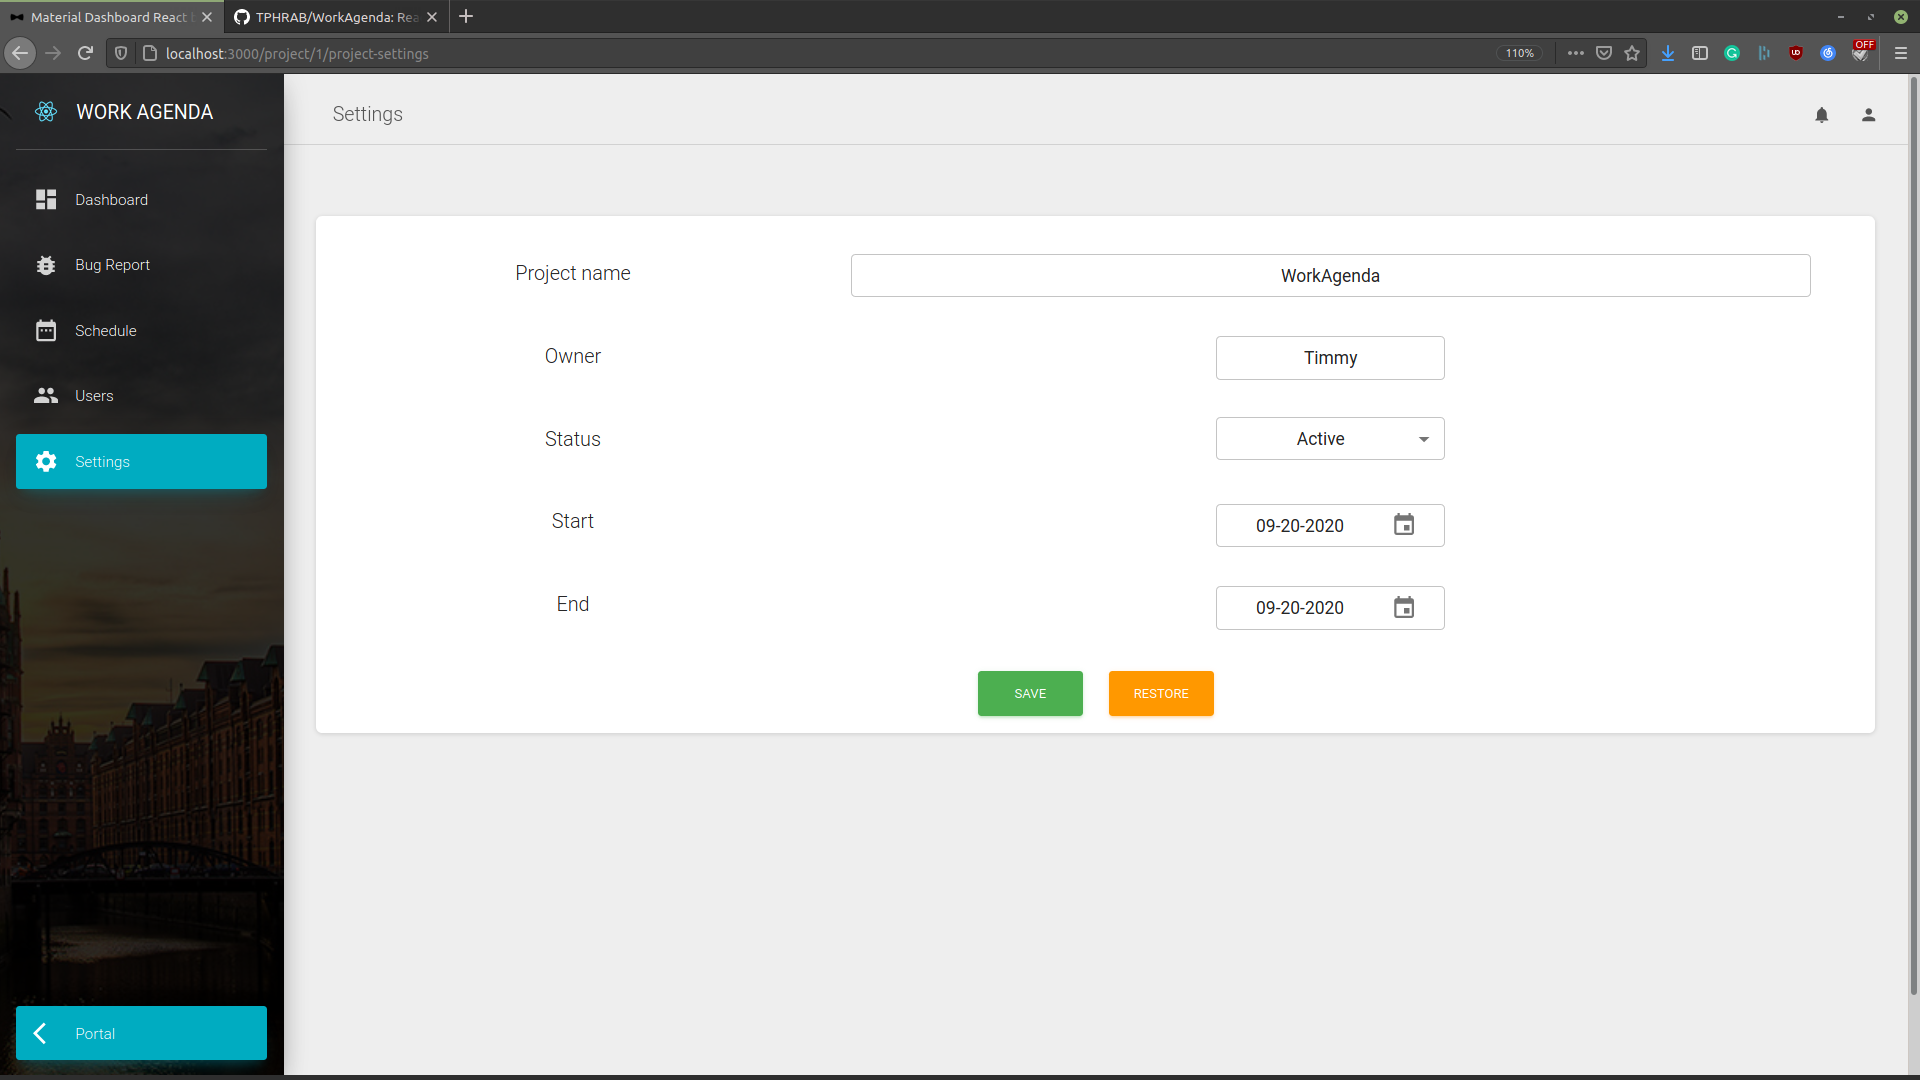 Material Dashboard React
TPHRAB/WorkAgenda: Rea
localhost:3000/project/1/project-settings
110%
OFF
WORK AGENDA
Settings
Dashboard
Bug Report
Schedule
Users
Settings
Portal
Project name
WorkAgenda
Owner
Timmy
Status
Active
Start
09-20-2020
End
09-20-2020
SAVE
RESTORE